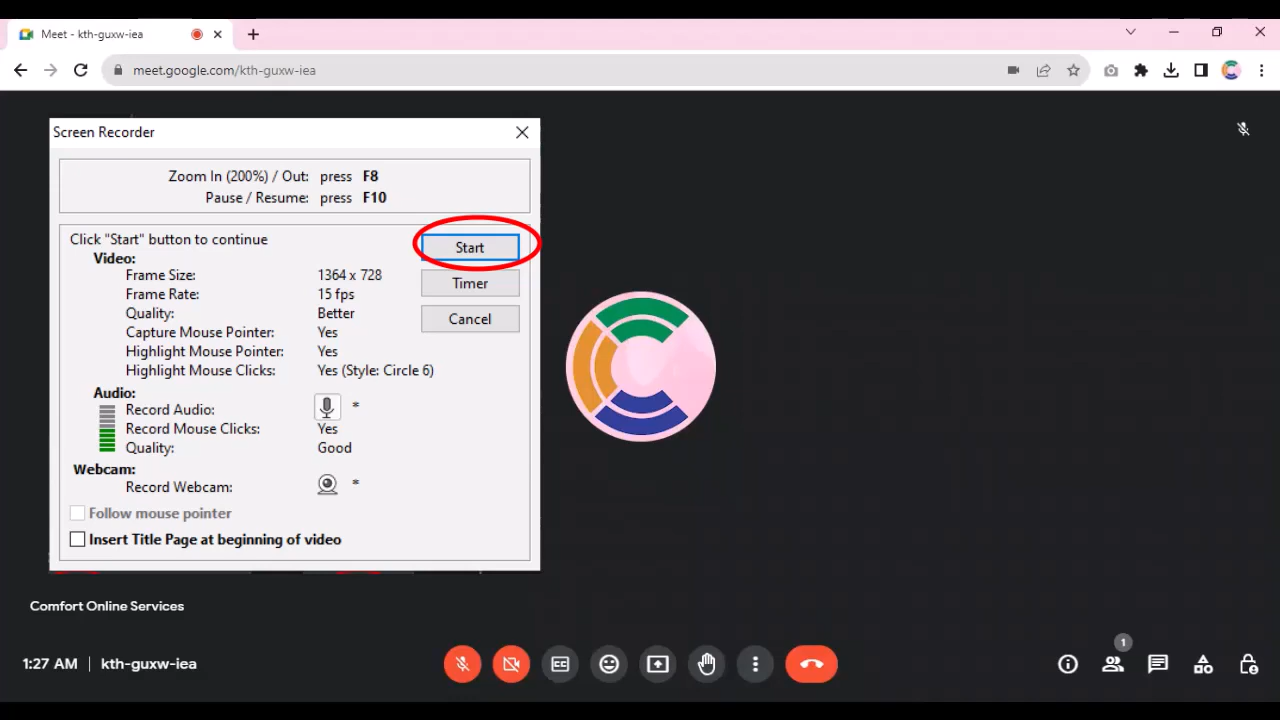 Meet - kth-guxw-iea
meet.google.com/kth-guxw-iea
Screen Recorder
Zoom In (200%) / Out: press F8
Pause / Resume: press F10
Click "Start" button to continue
Start
Video:
Frame Size: 1364 x 728
Timer
Frame Rate: 15 fps
Quality: Better
Cancel
Capture Mouse Pointer: Yes
Highlight Mouse Pointer: Yes
Highlight Mouse Clicks: Yes (Style: Circle 6)
Audio:
Record Audio: *
Record Mouse Clicks: Yes
Quality: Good
Webcam:
Record Webcam: *
Follow mouse pointer
Insert Title Page at beginning of video
Comfort Online Services
1:27 AM | kth-guxw-iea
CC
1